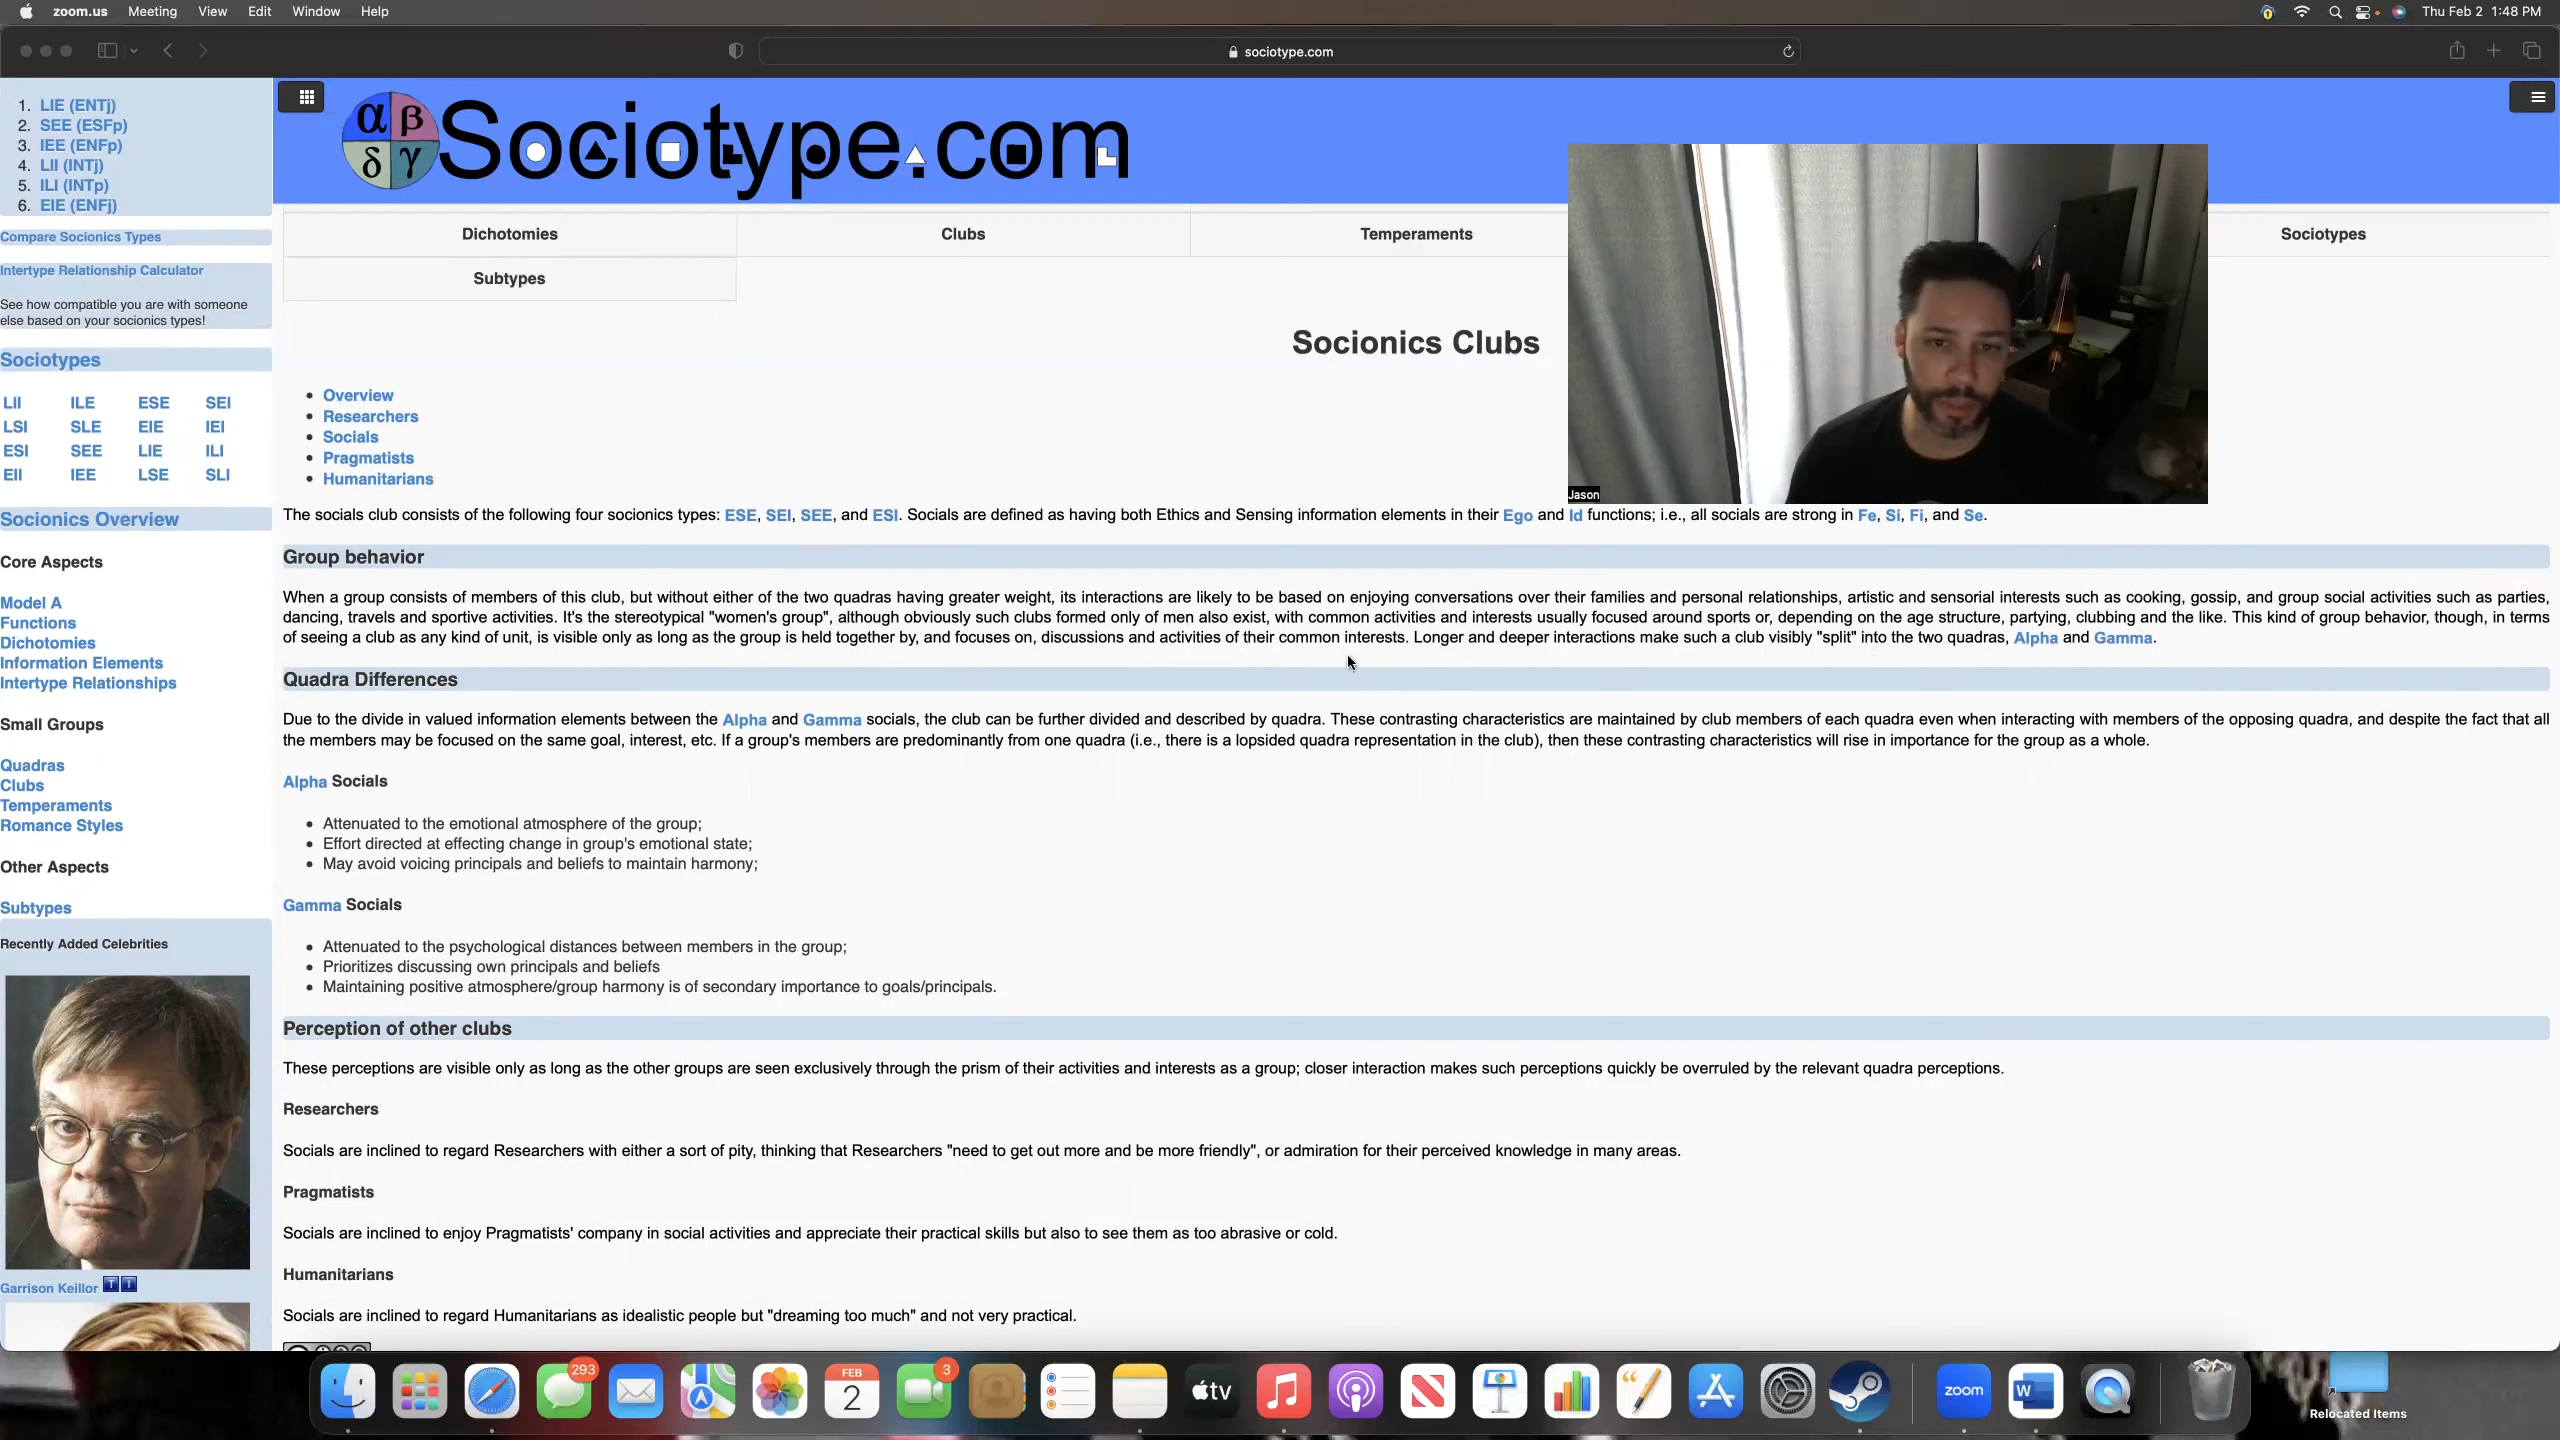 zoom.us Meeting View Edit Window Help
Thu Feb 2 1:48 PM
sociotype.com
1. LIE (ENTj)
2. SEE (ESFp)
3. IEE (ENFp)
4. LII (INTj)
5. ILI (INTp)
6. EIE (ENFj)
Compare Socionics Types
Intertype Relationship Calculator
See how compatible you are with someone
else based on your socionics types!
Sociotypes
LII ILE ESE SEI
LSI SLE EIE IEI
ESI SEE LIE ILI
EII IEE LSE SLI
Socionics Overview
Core Aspects
Model A
Functions
Dichotomies
Information Elements
Intertype Relationships
Small Groups
Quadras
Clubs
Temperaments
Romance Styles
Other Aspects
Subtypes
Recently Added Celebrities
Garrison Keillor T I
α β
δ γ
Sociotype.com
Dichotomies Clubs Temperaments Sociotypes
Subtypes
Jason
Socionics Clubs
• Overview
• Researchers
• Socials
• Pragmatists
• Humanitarians
The socials club consists of the following four socionics types: ESE, SEI, SEE, and ESI. Socials are defined as having both Ethics and Sensing information elements in their Ego and Id functions; i.e., all socials are strong in Fe, Si, Fi, and Se.
Group behavior
When a group consists of members of this club, but without either of the two quadras having greater weight, its interactions are likely to be based on enjoying conversations over their families and personal relationships, artistic and sensorial interests such as cooking, gossip, and group social activities such as parties,
dancing, travels and sportive activities. It's the stereotypical "women's group", although obviously such clubs formed only of men also exist, with common activities and interests usually focused around sports or, depending on the age structure, partying, clubbing and the like. This kind of group behavior, though, in terms
of seeing a club as any kind of unit, is visible only as long as the group is held together by, and focuses on, discussions and activities of their common interests. Longer and deeper interactions make such a club visibly "split" into the two quadras, Alpha and Gamma.
Quadra Differences
Due to the divide in valued information elements between the Alpha and Gamma socials, the club can be further divided and described by quadra. These contrasting characteristics are maintained by club members of each quadra even when interacting with members of the opposing quadra, and despite the fact that all
the members may be focused on the same goal, interest, etc. If a group's members are predominantly from one quadra (i.e., there is a lopsided quadra representation in the club), then these contrasting characteristics will rise in importance for the group as a whole.
Alpha Socials
• Attenuated to the emotional atmosphere of the group;
• Effort directed at effecting change in group's emotional state;
• May avoid voicing principals and beliefs to maintain harmony;
Gamma Socials
• Attenuated to the psychological distances between members in the group;
• Prioritizes discussing own principals and beliefs
• Maintaining positive atmosphere/group harmony is of secondary importance to goals/principals.
Perception of other clubs
These perceptions are visible only as long as the other groups are seen exclusively through the prism of their activities and interests as a group; closer interaction makes such perceptions quickly be overruled by the relevant quadra perceptions.
Researchers
Socials are inclined to regard Researchers with either a sort of pity, thinking that Researchers "need to get out more and be more friendly", or admiration for their perceived knowledge in many areas.
Pragmatists
Socials are inclined to enjoy Pragmatists' company in social activities and appreciate their practical skills but also to see them as too abrasive or cold.
Humanitarians
Socials are inclined to regard Humanitarians as idealistic people but "dreaming too much" and not very practical.
293
FEB
2
3
tv
zoom
W
Relocated Items